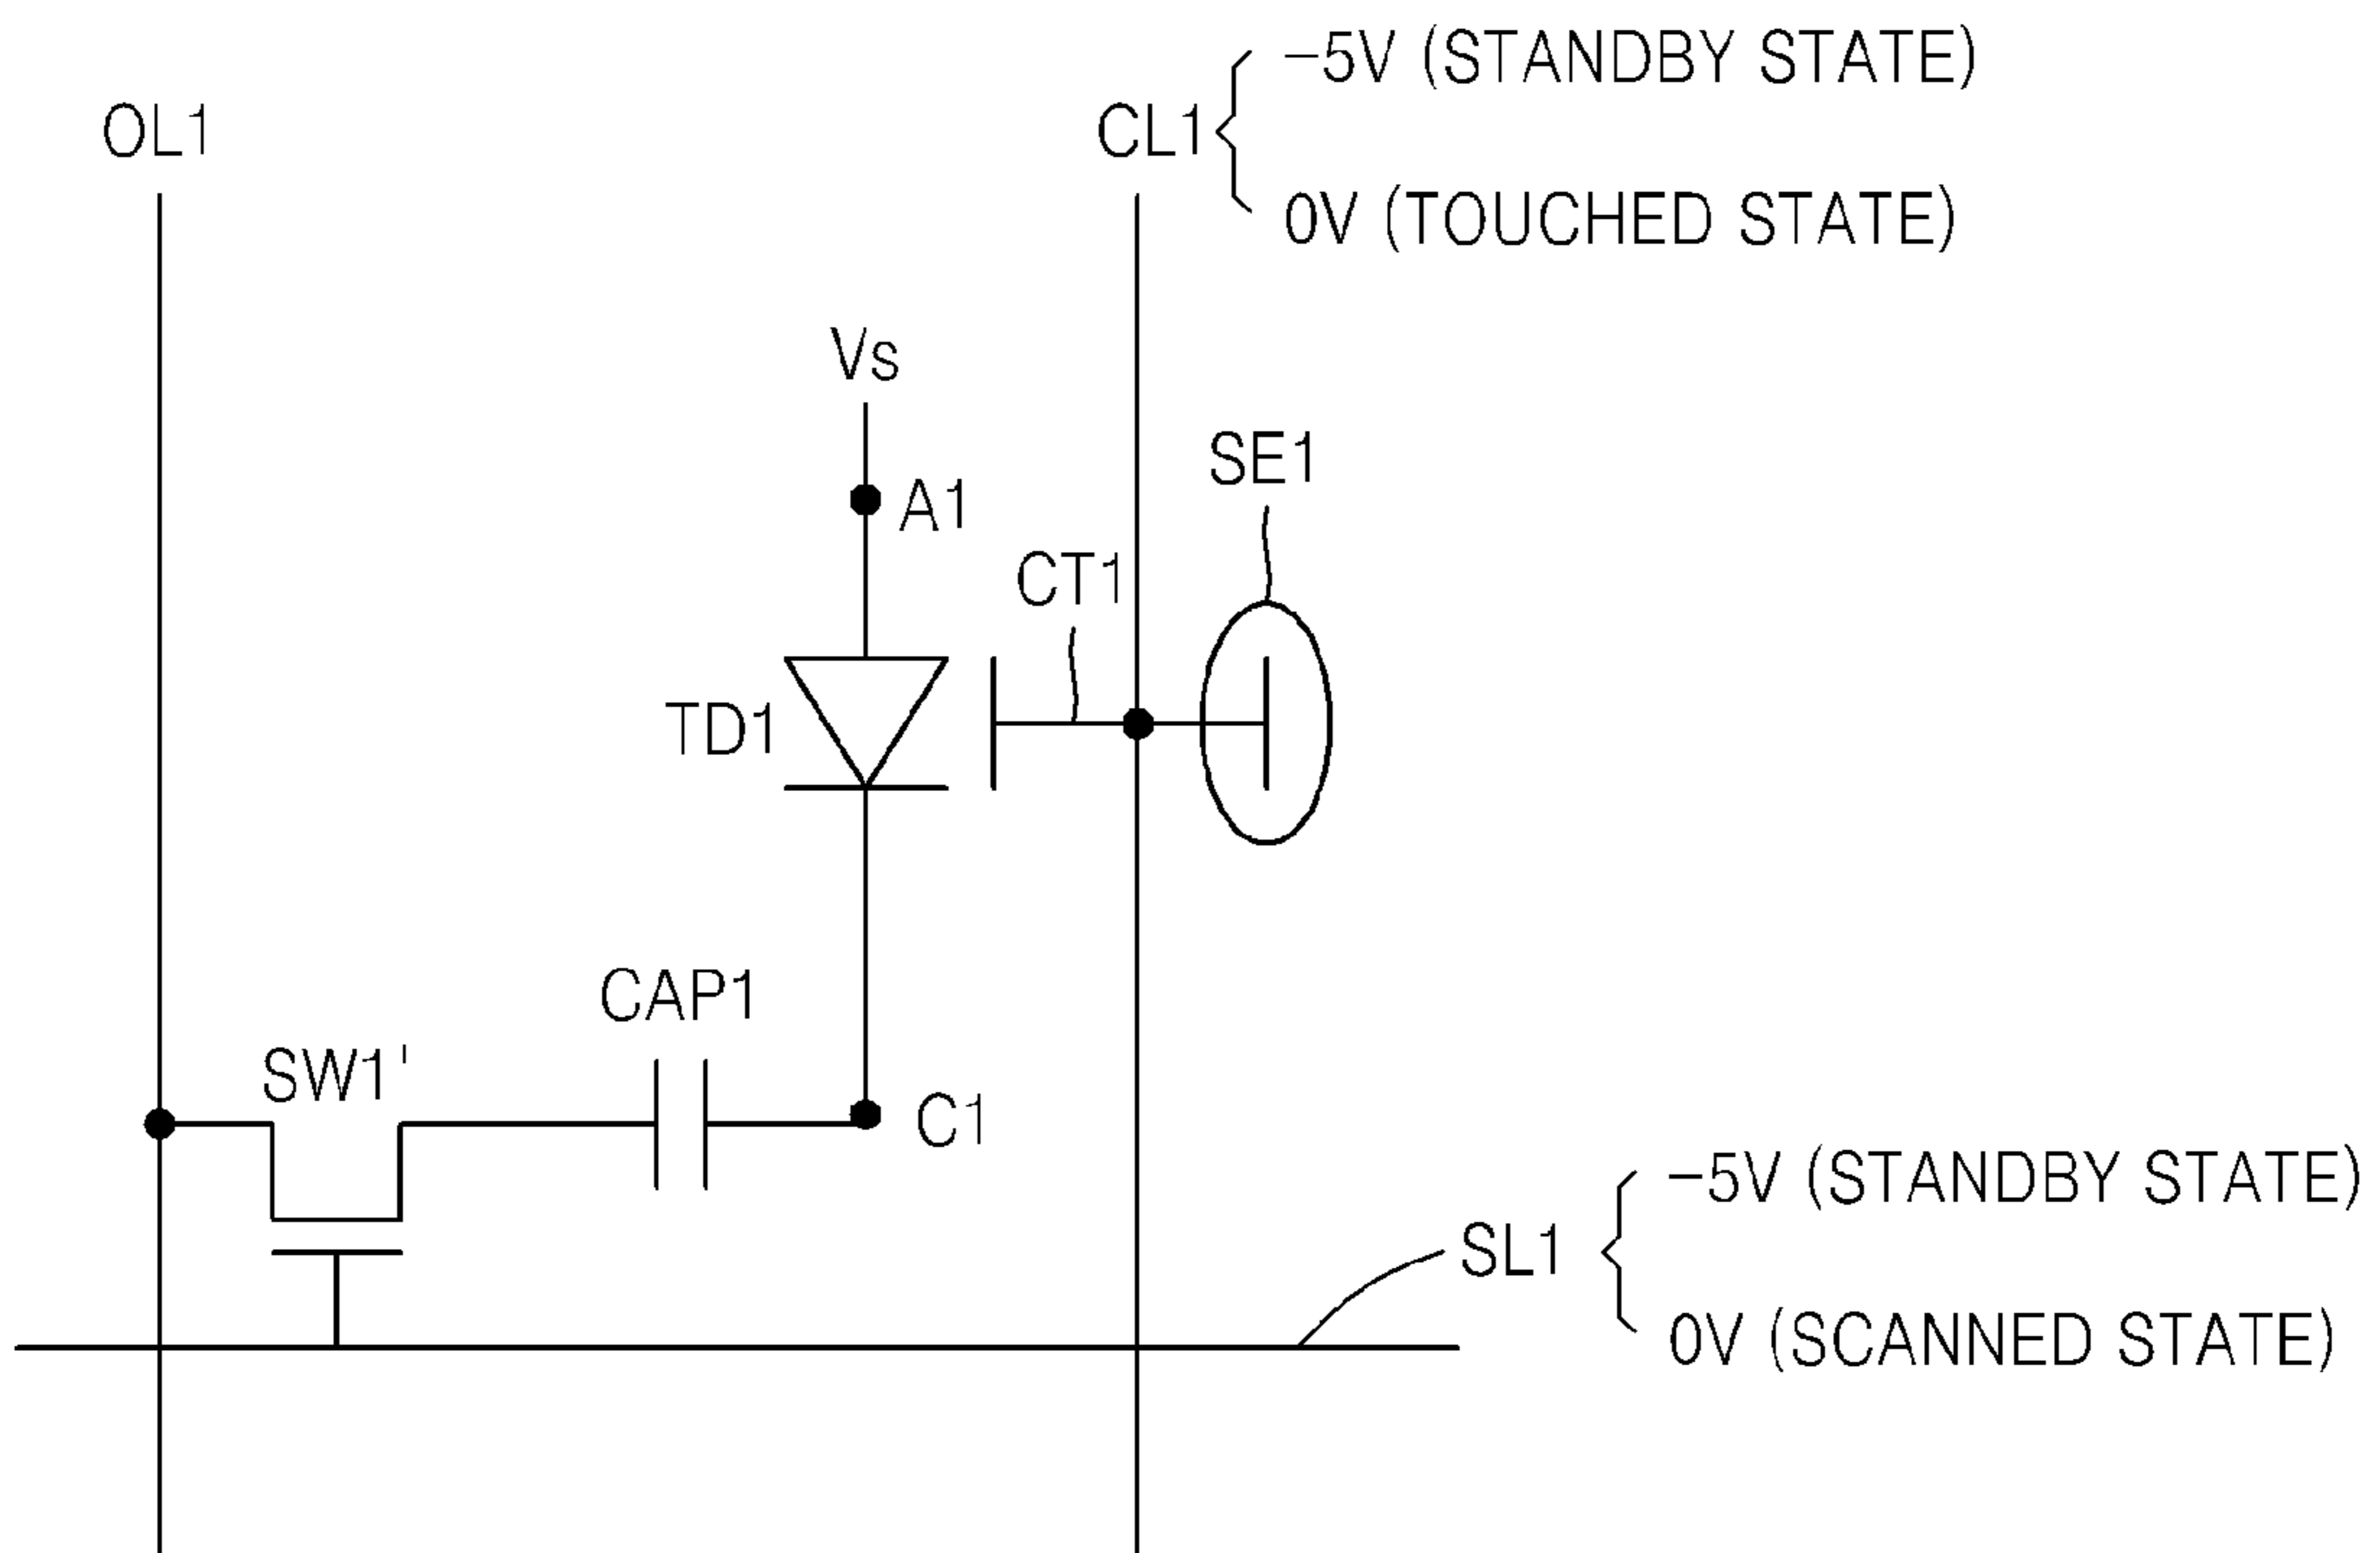 −5V (STANDBY STATE)
OL1
CL1
0V (TOUCHED STATE)
Vs
SE1
A1
CT1
TD1
CAP1
SW1'
C1
−5V (STANDBY STATE)
SL1
0V (SCANNED STATE)